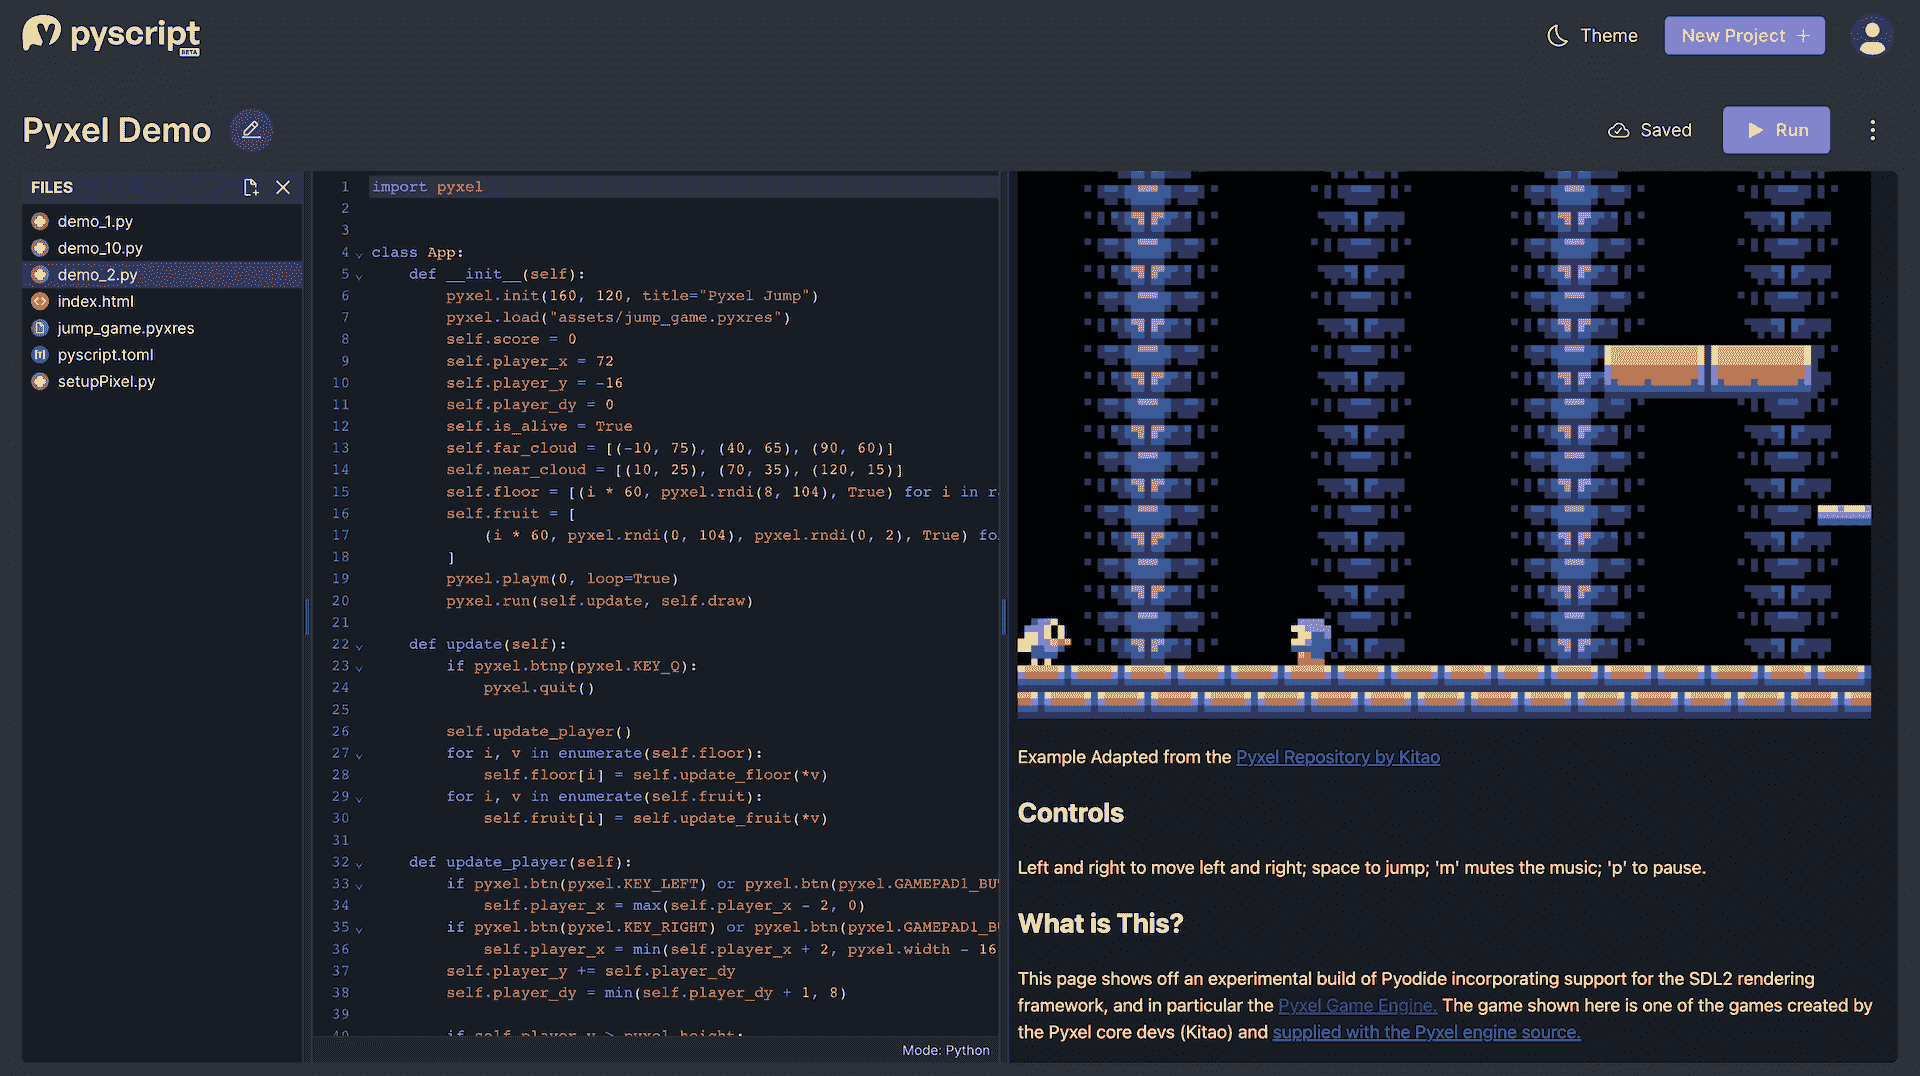 pyscript
BETA
Theme
New Project +
Pyxel Demo
Saved
Run
FILES
demo_1.py
demo_10.py
demo_2.py
index.html
jump_game.pyxres
pyscript.toml
setupPixel.py
1 import pyxel
2
3
4 class App:
5 def __init__(self):
6 pyxel.init(160, 120, title="Pyxel Jump")
7 pyxel.load("assets/jump_game.pyxres")
8 self.score = 0
9 self.player_x = 72
10 self.player_y = -16
11 self.player_dy = 0
12 self.is_alive = True
13 self.far_cloud = [(-10, 75), (40, 65), (90, 60)]
14 self.near_cloud = [(10, 25), (70, 35), (120, 15)]
15 self.floor = [(i * 60, pyxel.rndi(8, 104), True) for i in r
16 self.fruit = [
17 (i * 60, pyxel.rndi(0, 104), pyxel.rndi(0, 2), True) fo
18 ]
19 pyxel.playm(0, loop=True)
20 pyxel.run(self.update, self.draw)
21
22 def update(self):
23 if pyxel.btnp(pyxel.KEY_Q):
24 pyxel.quit()
25
26 self.update_player()
27 for i, v in enumerate(self.floor):
28 self.floor[i] = self.update_floor(*v)
29 for i, v in enumerate(self.fruit):
30 self.fruit[i] = self.update_fruit(*v)
31
32 def update_player(self):
33 if pyxel.btn(pyxel.KEY_LEFT) or pyxel.btn(pyxel.GAMEPAD1_BU
34 self.player_x = max(self.player_x - 2, 0)
35 if pyxel.btn(pyxel.KEY_RIGHT) or pyxel.btn(pyxel.GAMEPAD1_B
36 self.player_x = min(self.player_x + 2, pyxel.width - 16
37 self.player_y += self.player_dy
38 self.player_dy = min(self.player_dy + 1, 8)
39
40 if self.player_y > pyxel.height:
Mode: Python
Example Adapted from the Pyxel Repository by Kitao
Controls
Left and right to move left and right; space to jump; 'm' mutes the music; 'p' to pause.
What is This?
This page shows off an experimental build of Pyodide incorporating support for the SDL2 rendering
framework, and in particular the Pyxel Game Engine. The game shown here is one of the games created by
the Pyxel core devs (Kitao) and supplied with the Pyxel engine source.